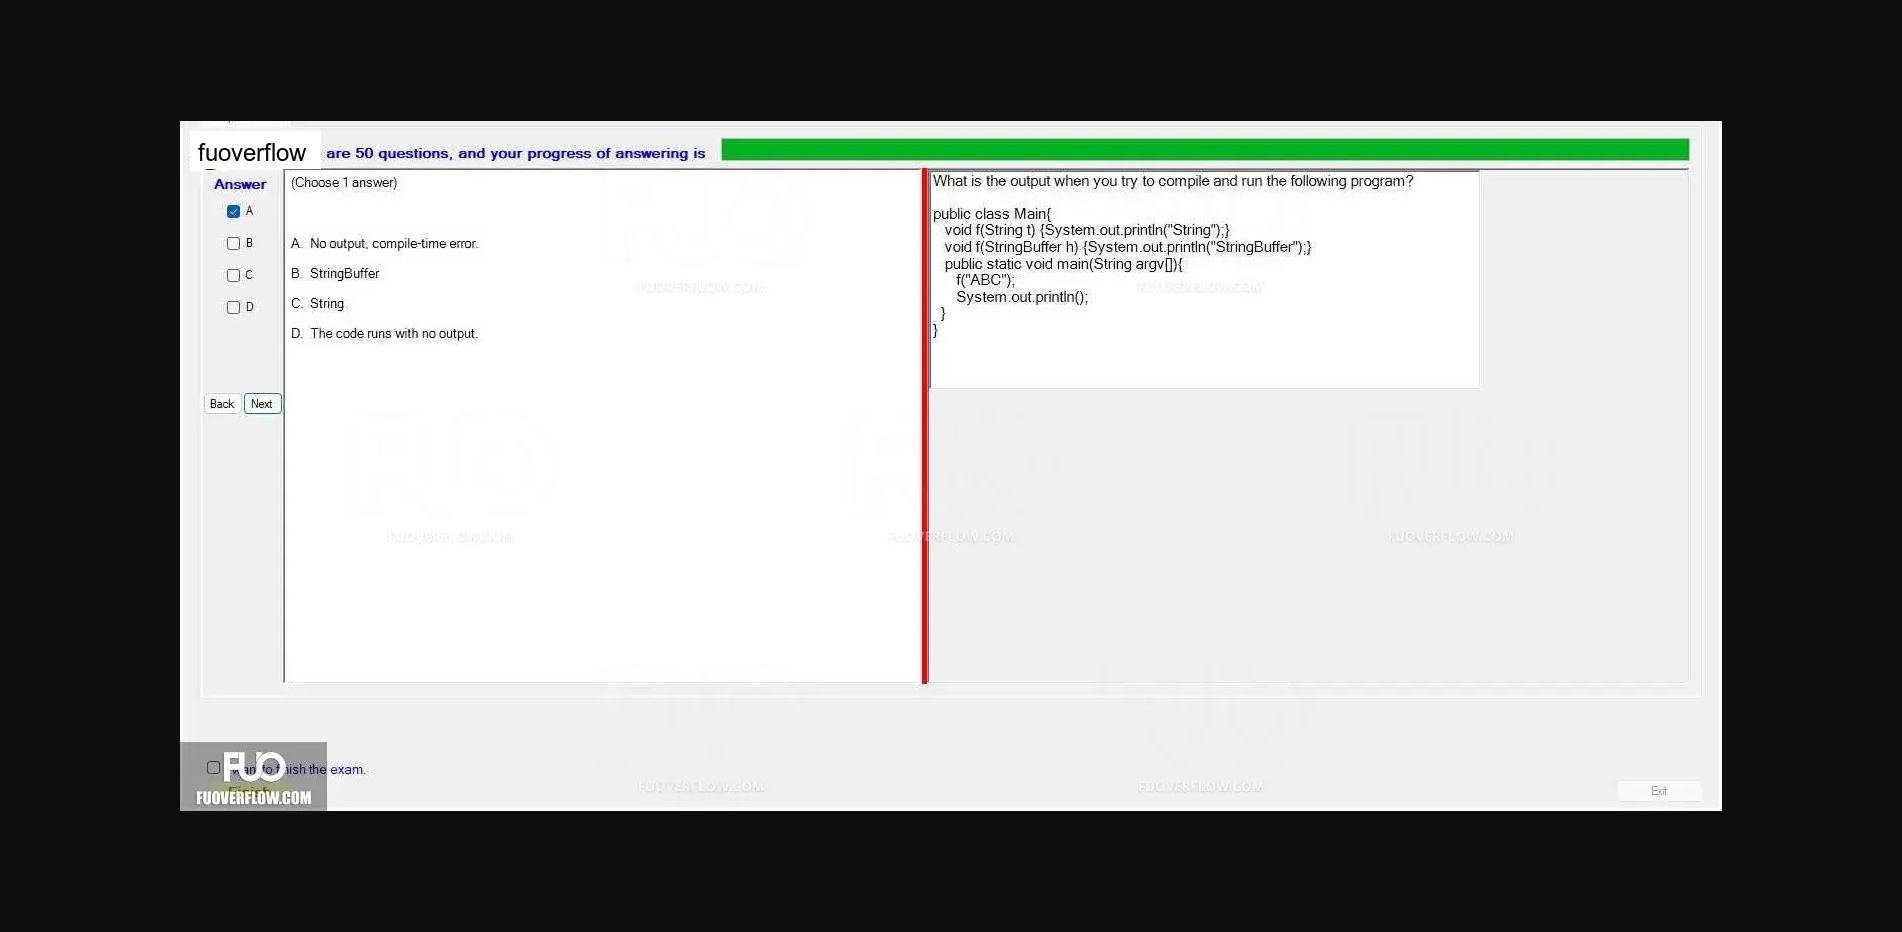 fuoverflow are 50 questions, and your progress of answering is
Answer
A
B
C
D
Back Next
(Choose 1 answer)
A. No output, compile-time error.
B. StringBuffer
C. String
D. The code runs with no output.
What is the output when you try to compile and run the following program?
public class Main{
void f(String t) {System.out.println("String");}
void f(StringBuffer h) {System.out.println("StringBuffer");}
public static void main(String argv[]){
f("ABC");
System.out.println();
}
}
FUOVERFLOW.COM
FUOVERFLOW.COM
FUOVERFLOW.COM
FUOVERFLOW.COM
FUOVERFLOW.COM
FUO
want to finish the exam.
Finish
FUOVERFLOW.COM
FUOVERFLOW.COM
FUOVERFLOW.COM
Exit